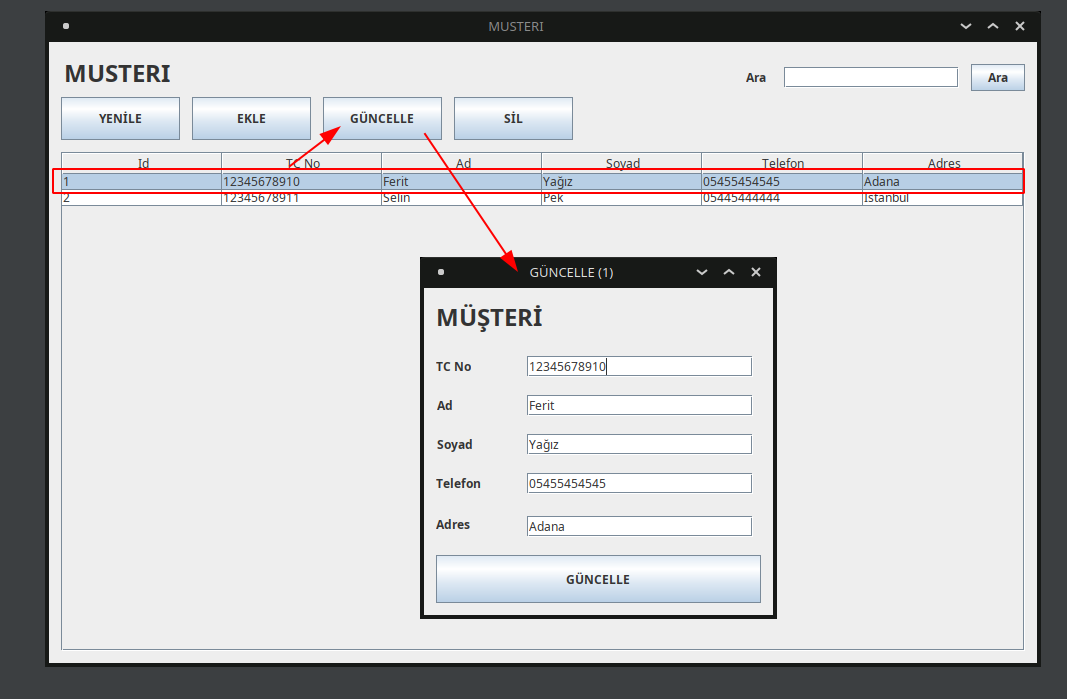 MUSTERI
MUSTERI
Ara Ara
YENİLE EKLE GÜNCELLE SİL
Id TC No Ad Soyad Telefon Adres
1 12345678910 Ferit Yağız 05455454545 Adana
2 12345678911 Selin Pek 05445444444 İstanbul
GÜNCELLE (1)
MÜŞTERİ
TC No 12345678910
Ad Ferit
Soyad Yağız
Telefon 05455454545
Adres Adana
GÜNCELLE